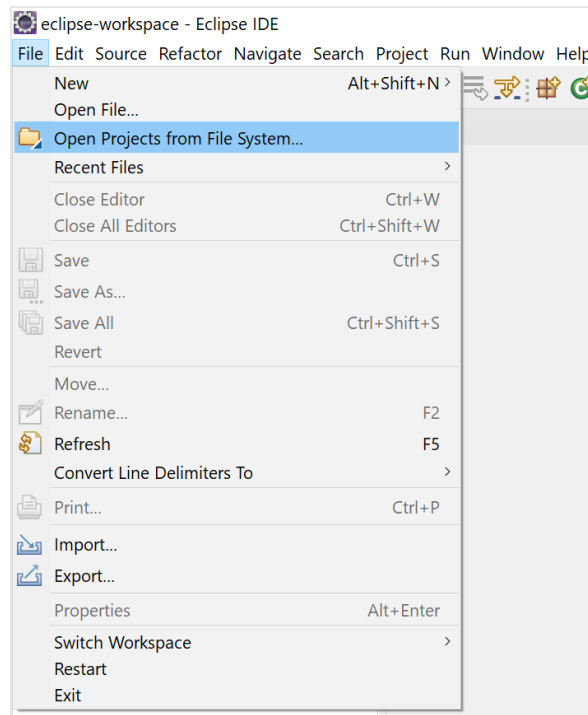 eclipse-workspace - Eclipse IDE
File Edit Source Refactor Navigate Search Project Run Window Help
New Alt+Shift+N >
Open File...
Open Projects from File System...
Recent Files >
Close Editor Ctrl+W
Close All Editors Ctrl+Shift+W
Save Ctrl+S
Save As...
Save All Ctrl+Shift+S
Revert
Move...
Rename... F2
Refresh F5
Convert Line Delimiters To >
Print... Ctrl+P
Import...
Export...
Properties Alt+Enter
Switch Workspace >
Restart
Exit